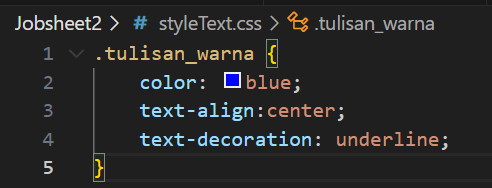 Jobsheet2 > # styleText.css > .tulisan_warna
1 .tulisan_warna {
2 color: blue;
3 text-align:center;
4 text-decoration: underline;
5 }